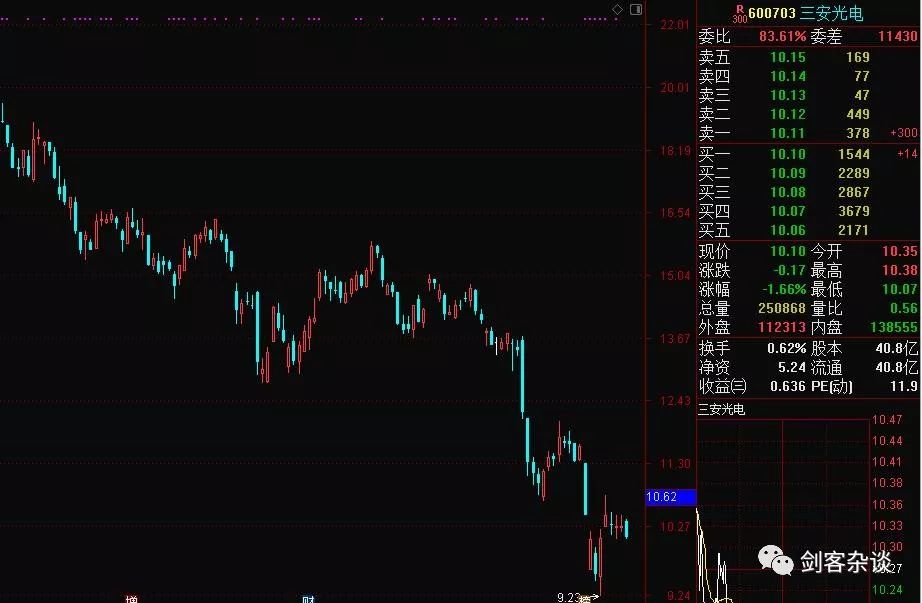 R
300
600703 三安光电
委比 83.61% 委差 11430
卖五 10.15 169
卖四 10.14 77
卖三 10.13 47
卖二 10.12 449
卖一 10.11 378 +300
买一 10.10 1544 +14
买二 10.09 2289
买三 10.08 2867
买四 10.07 3679
买五 10.06 2171
现价 10.10 今开 10.35
涨跌 -0.17 最高 10.38
涨幅 -1.66% 最低 10.07
总量 250868 量比 0.56
外盘 112313 内盘 138555
换手 0.62% 股本 40.8亿
净资 5.24 流通 40.8亿
收益㈢ 0.636 PE(动) 11.9
三安光电
10.47
10.44
10.41
10.38
10.36
10.33
10.30
10.24
剑客杂谈
22.01
20.01
18.19
16.54
15.04
13.67
12.43
11.30
10.62
10.27
9.24
9.23
增
财